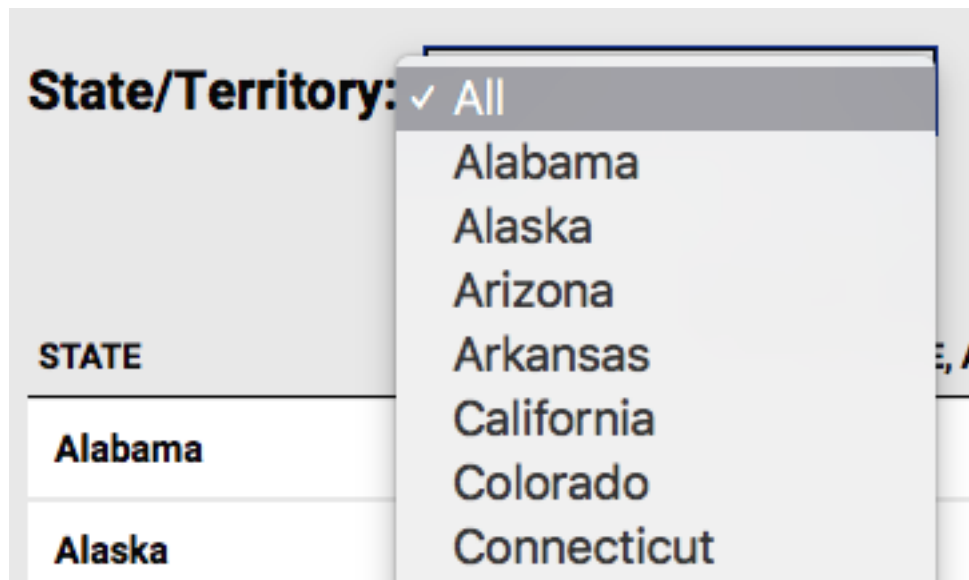 State/Territory: ✓ All
Alabama
Alaska
Arizona
STATE
Arkansas
California
Alabama
Colorado
Alaska
Connecticut